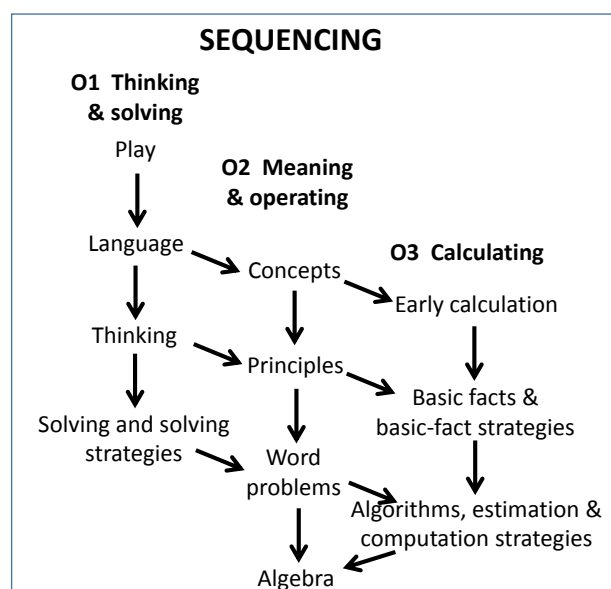 SEQUENCING
O1 Thinking
& solving
Play
Language
Thinking
Solving and solving
strategies
O2 Meaning
& operating
Concepts
Principles
Word
problems
Algebra
O3 Calculating
Early calculation
Basic facts &
basic-fact strategies
Algorithms, estimation &
computation strategies